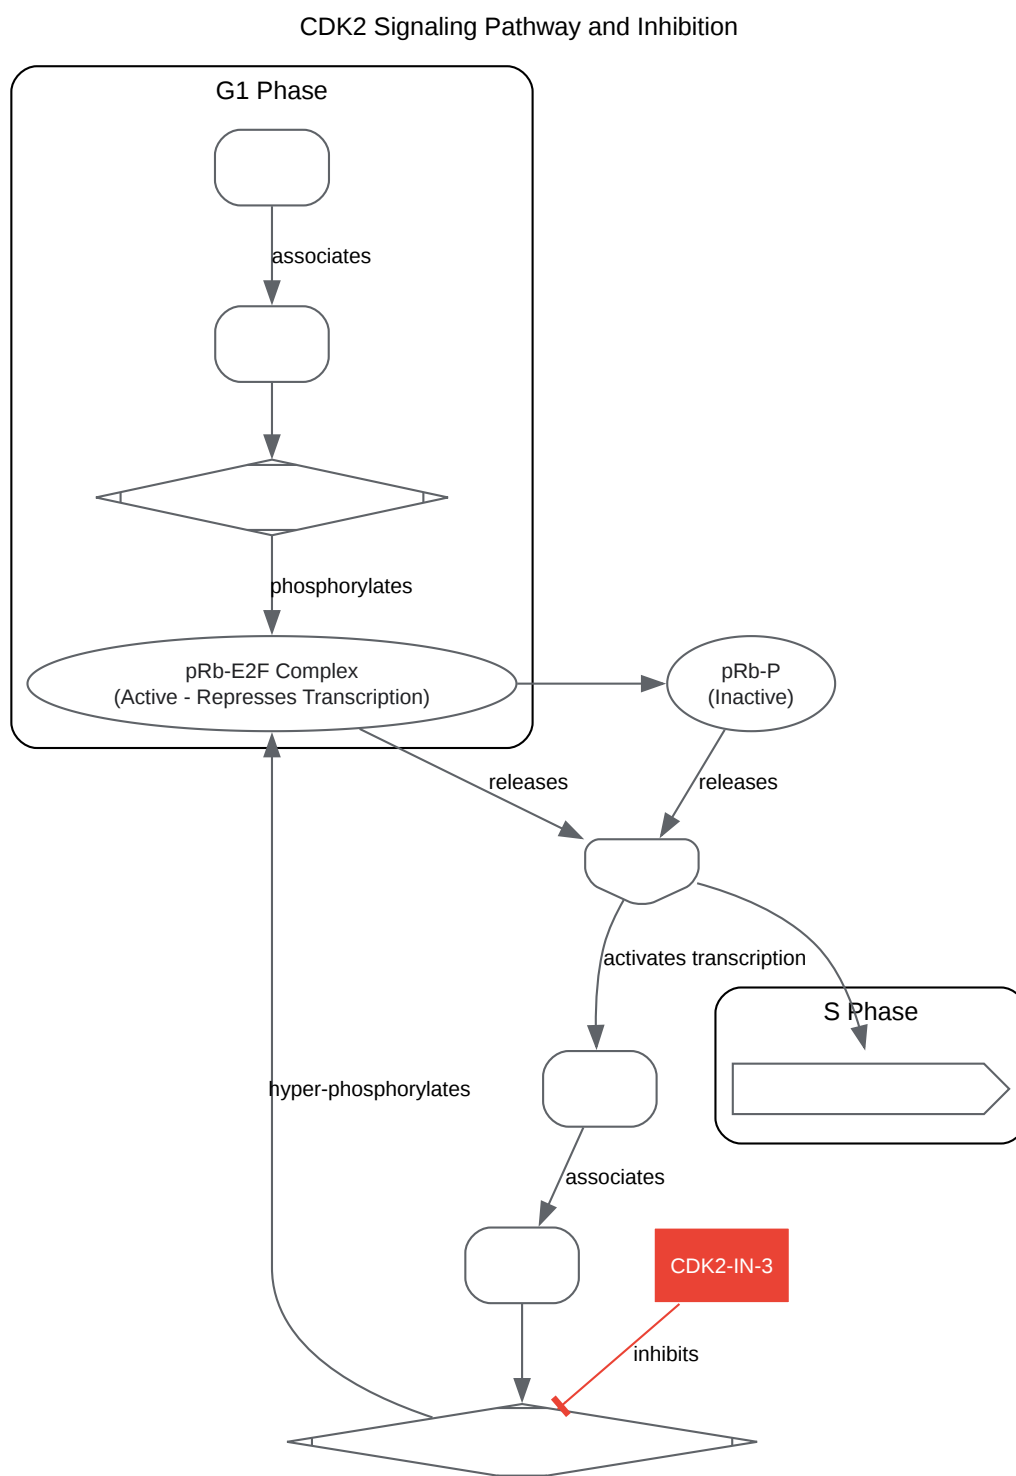 CDK2 Signaling Pathway and Inhibition
G1 Phase
associates
phosphorylates
pRb-E2F Complex
(Active - Represses Transcription)
pRb-P
(Inactive)
releases
releases
activates transcription
S Phase
hyper-phosphorylates
associates
CDK2-IN-3
inhibits